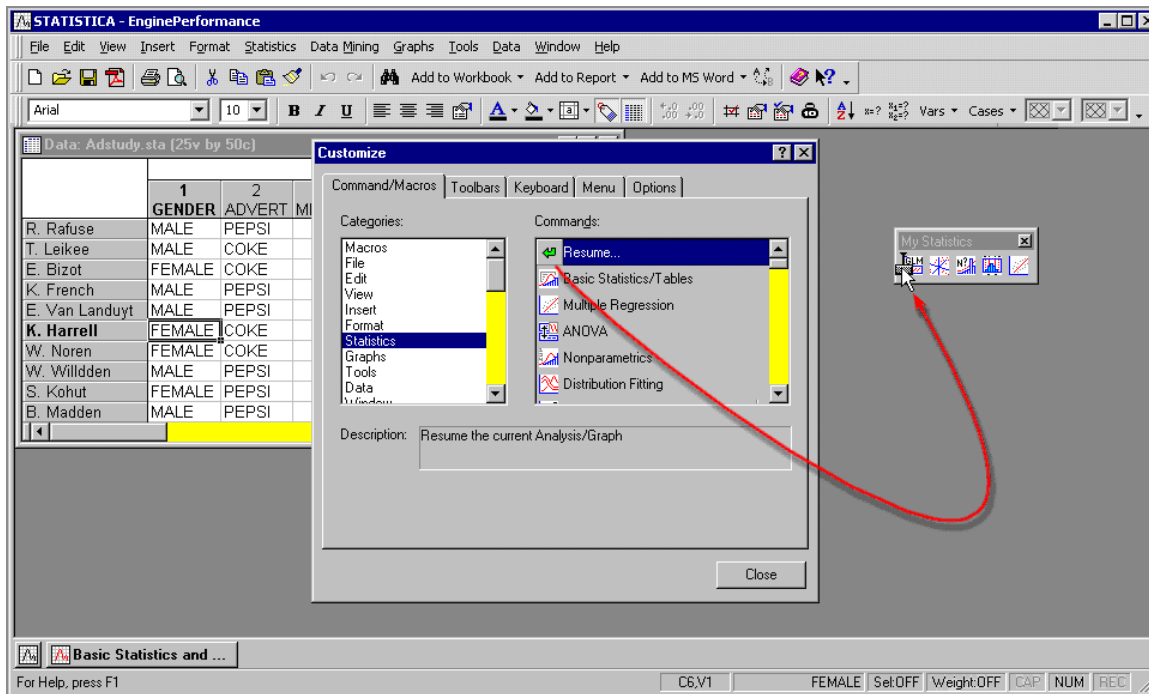 STATISTICA - EnginePerformance
File Edit View Insert Format Statistics Data Mining Graphs Tools Data Window Help
Add to Workbook Add to Report Add to MS Word
Arial 10 B I U A Vars Cases
Data: Adstudy.sta (25v by 50c)
1 2
GENDER ADVERT
R. Rafuse MALE PEPSI
T. Leikee MALE COKE
E. Bizot FEMALE COKE
K. French MALE PEPSI
E. Van Landuyt MALE PEPSI
K. Harrell FEMALE COKE
W. Noren FEMALE COKE
W. Willdden MALE PEPSI
S. Kohut FEMALE PEPSI
B. Madden MALE PEPSI
Customize
Command/Macros Toolbars Keyboard Menu Options
Categories:
Macros
File
Edit
View
Insert
Format
Statistics
Graphs
Tools
Data
Window
Commands:
Resume...
Basic Statistics/Tables
Multiple Regression
ANOVA
Nonparametrics
Distribution Fitting
Description: Resume the current Analysis/Graph
Close
My Statistics
GLM N?
Basic Statistics and ...
For Help, press F1 C6,V1 FEMALE Sel:OFF Weight:OFF CAP NUM REC